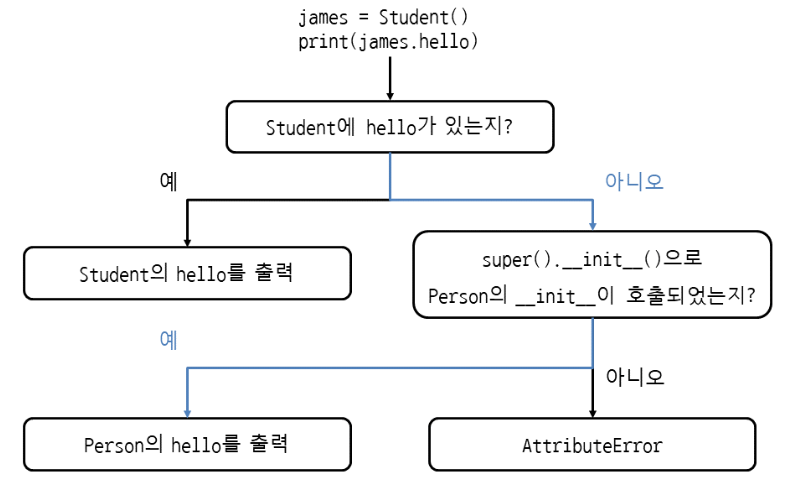 james = Student()
print(james.hello)
Student에 hello가 있는지?
예
아니오
Student의 hello를 출력
super().__init__()으로
Person의 __init__이 호출되었는지?
예
아니오
Person의 hello를 출력
AttributeError